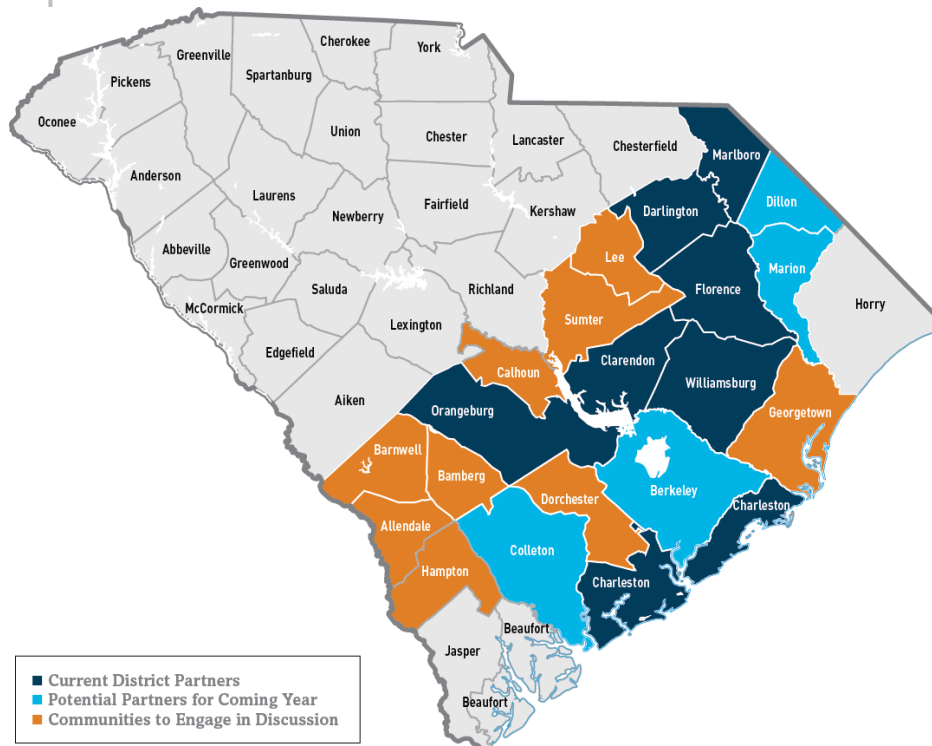 Cherokee
York
Greenville
Spartanburg
Pickens
Oconee
Union
Chester
Lancaster
Chesterfield
Marlboro
Anderson
Laurens
Newberry
Fairfield
Kershaw
Darlington
Dillon
Abbeville
Greenwood
Lee
Marion
Saluda
Richland
Florence
Horry
McCormick
Lexington
Sumter
Edgefield
Clarendon
Calhoun
Williamsburg
Aiken
Orangeburg
Georgetown
Barnwell
Bamberg
Dorchester
Berkeley
Charleston
Allendale
Colleton
Hampton
Charleston
Beaufort
Jasper
Beaufort
Current District Partners
Potential Partners for Coming Year
Communities to Engage in Discussion